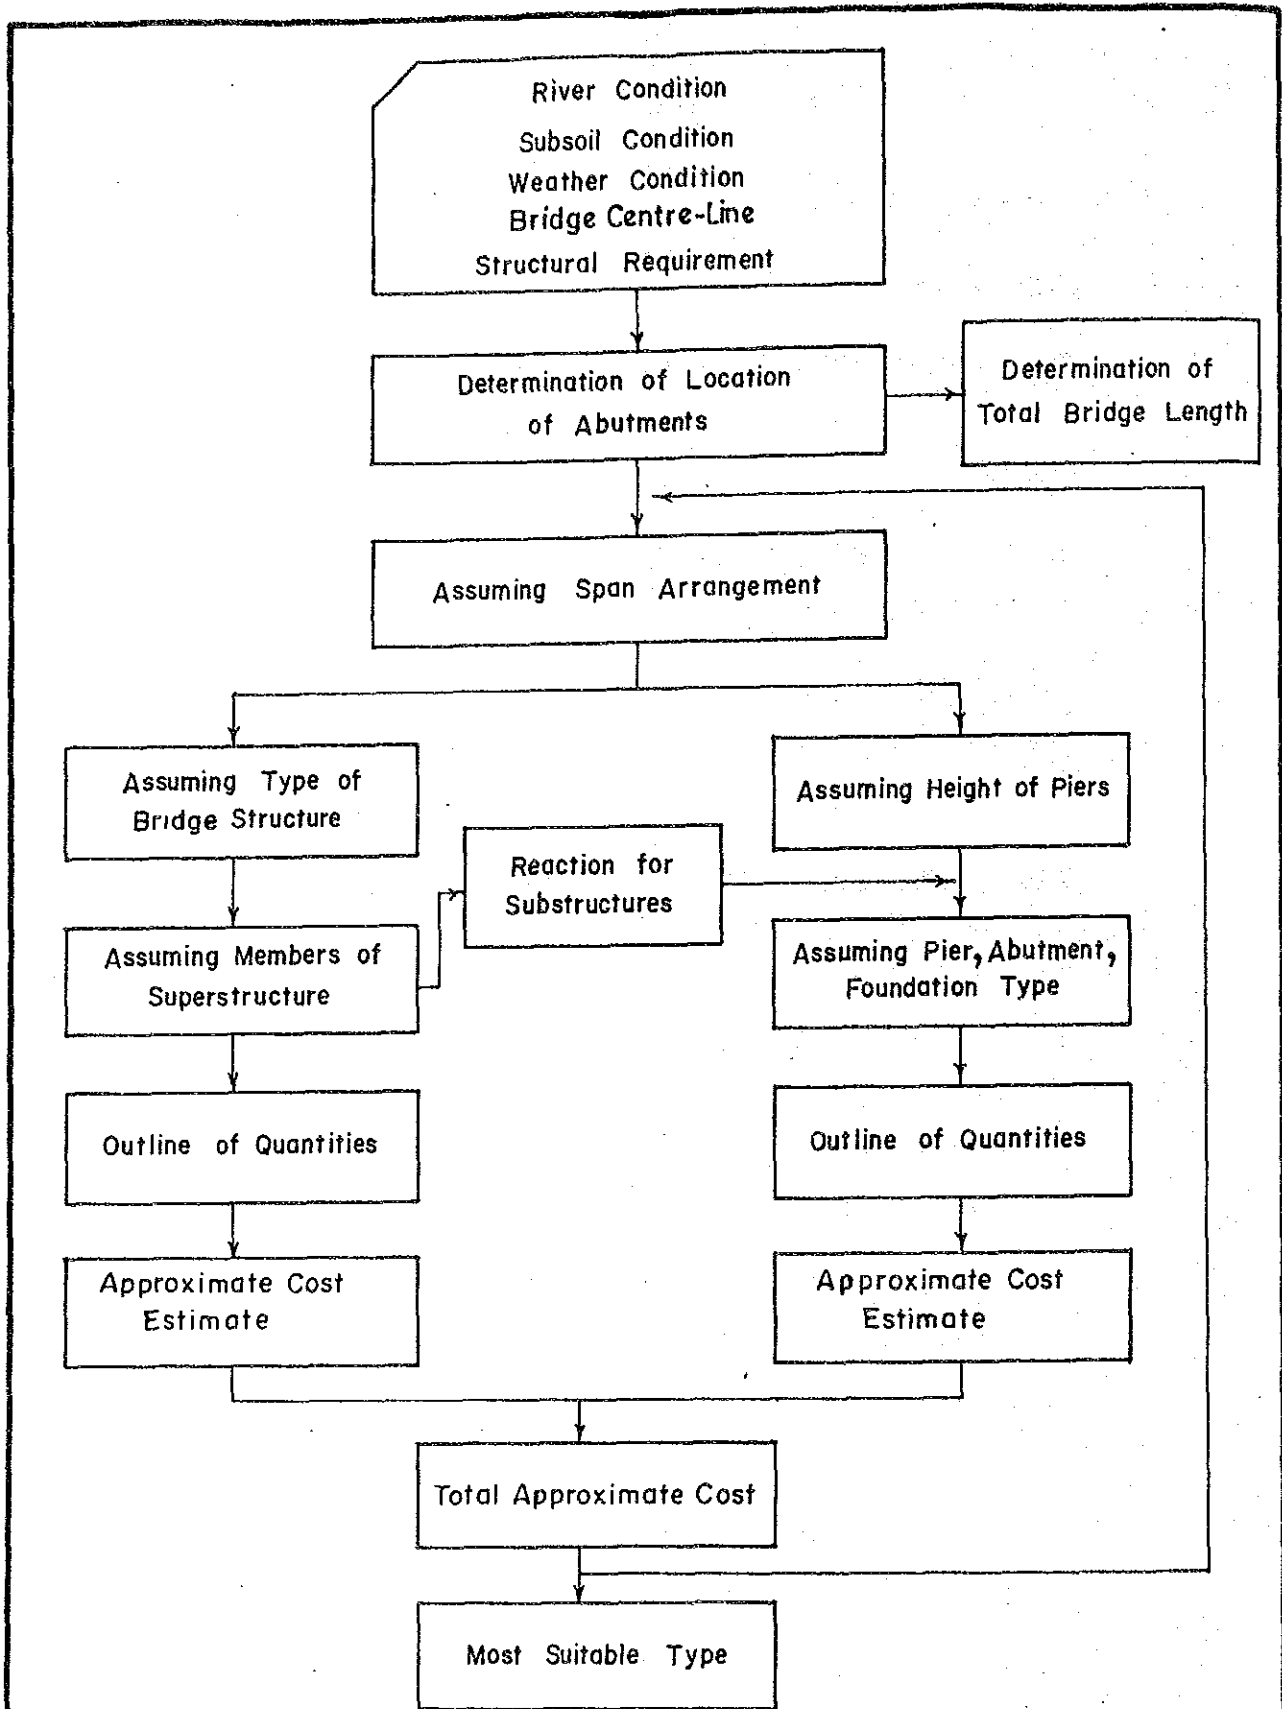 River Condition
Subsoil Condition
Weather Condition
Bridge Centre-Line
Structural Requirement
Determination of Location
of Abutments
Determination of
Total Bridge Length
Assuming Span Arrangement
Assuming Type of
Bridge Structure
Assuming Height of Piers
Reaction for
Substructures
Assuming Members of
Superstructure
Assuming Pier, Abutment,
Foundation Type
Outline of Quantities
Outline of Quantities
Approximate Cost
Estimate
Approximate Cost
Estimate
Total Approximate Cost
Most Suitable Type